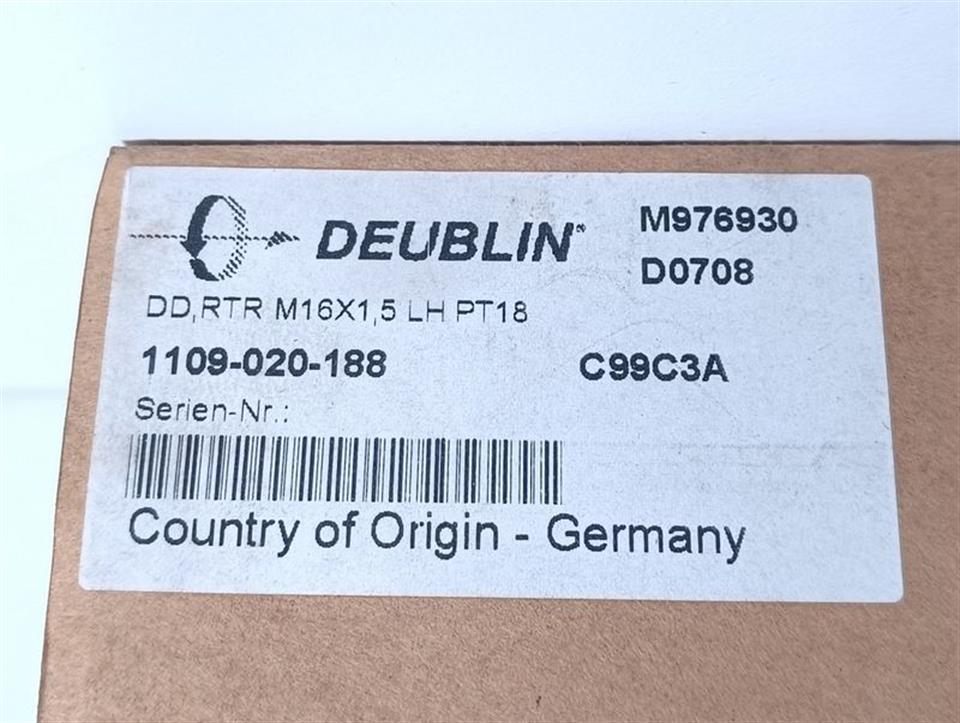 DEUBLIN
M976930
D0708
DD,RTR M16X1,5 LH PT18
1109-020-188
C99C3A
Serien-Nr.:
Country of Origin - Germany